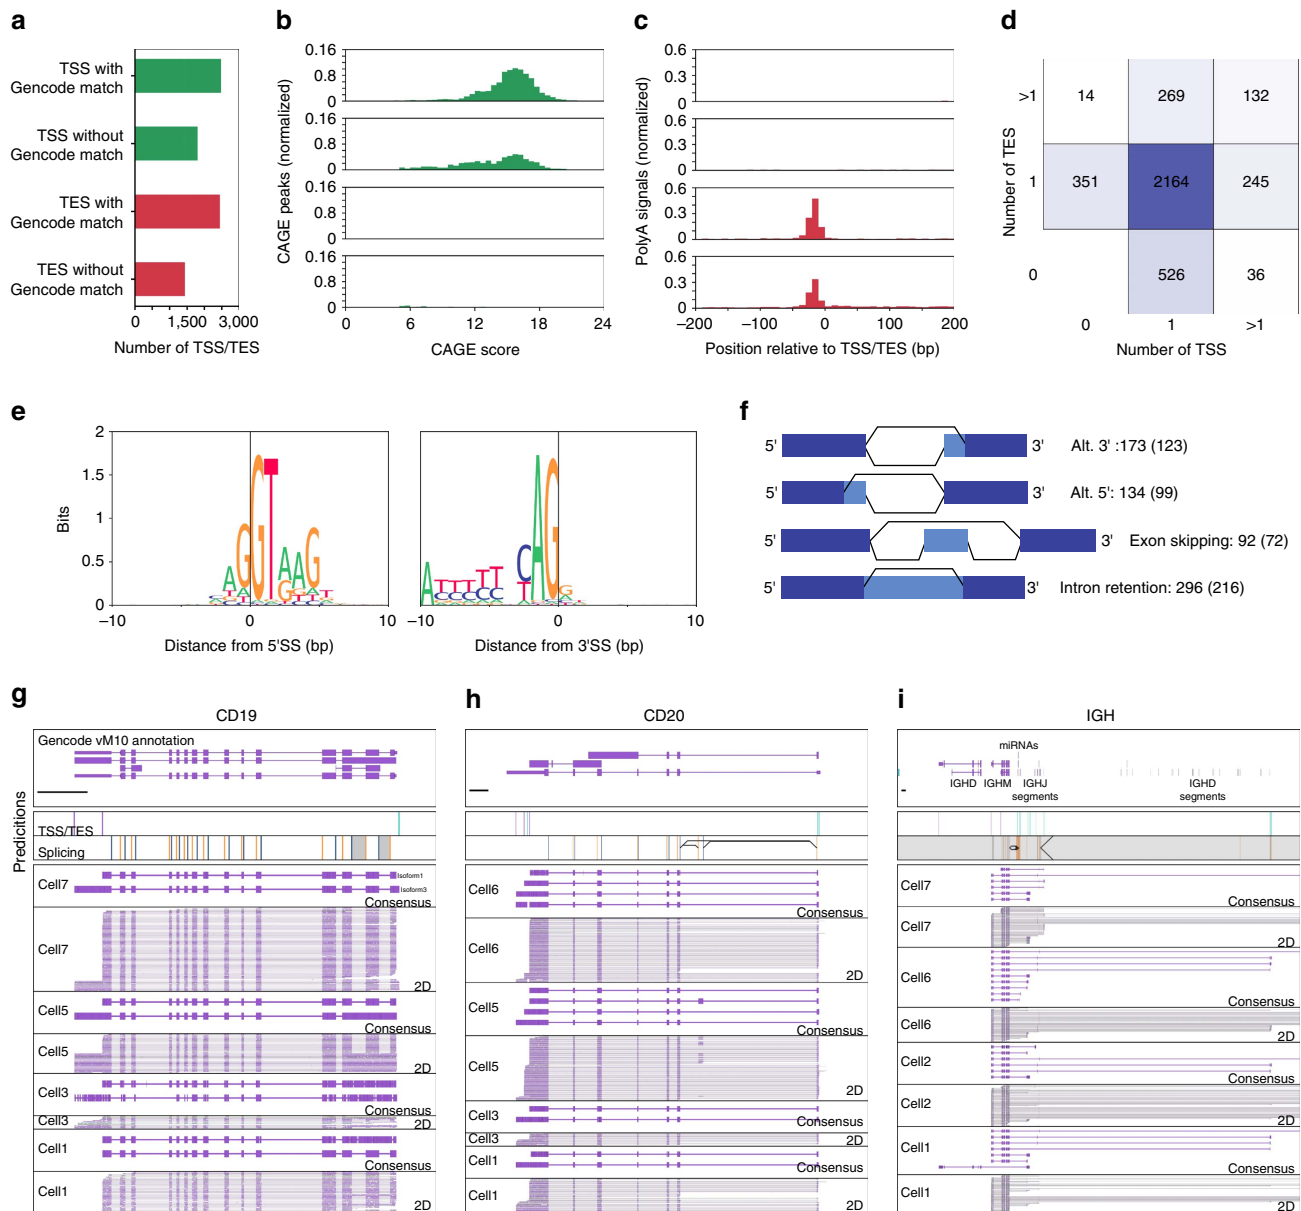 a
TSS with
Gencode match
TSS without
Gencode match
TES with
Gencode match
TES without
Gencode match
0 1,500 3,000
Number of TSS/TES
b
CAGE peaks (normalized)
0.16
0.8
0
0.16
0.8
0
0.16
0.8
0
0.16
0.8
0
0 6 12 18 24
CAGE score
c
PolyA signals (normalized)
0.6
0.3
0
0.6
0.3
0
0.6
0.3
0
0.6
0.3
0
−200 −100 0 100 200
Position relative to TSS/TES (bp)
d
Number of TES
>1 14 269 132
1 351 2164 245
0 526 36
0 1 >1
Number of TSS
e
Bits
2
1.5
1
0.5
0
−10 0 10
Distance from 5'SS (bp)
−10 0 10
Distance from 3'SS (bp)
f
5' 3' Alt. 3' :173 (123)
5' 3' Alt. 5': 134 (99)
5' 3' Exon skipping: 92 (72)
5' 3' Intron retention: 296 (216)
g
CD19
Gencode vM10 annotation
Predicitions
TSS/TES
Splicing
Cell7
Isoform1
Isoform3
Consensus
Cell7
2D
Cell5
Consensus
Cell5
2D
Cell3
Consensus
Cell3
2D
Cell1
Consensus
Cell1
2D
h
CD20
Cell6
Consensus
Cell6
2D
Cell5
Consensus
Cell5
2D
Cell3
Consensus
Cell3
2D
Cell1
Consensus
Cell1
2D
i
IGH
miRNAs
IGHD IGHM IGHJ
segments
IGHD
segments
Cell7
Consensus
Cell7
2D
Cell6
Consensus
Cell6
2D
Cell2
Consensus
Cell2
2D
Cell1
Consensus
Cell1
2D